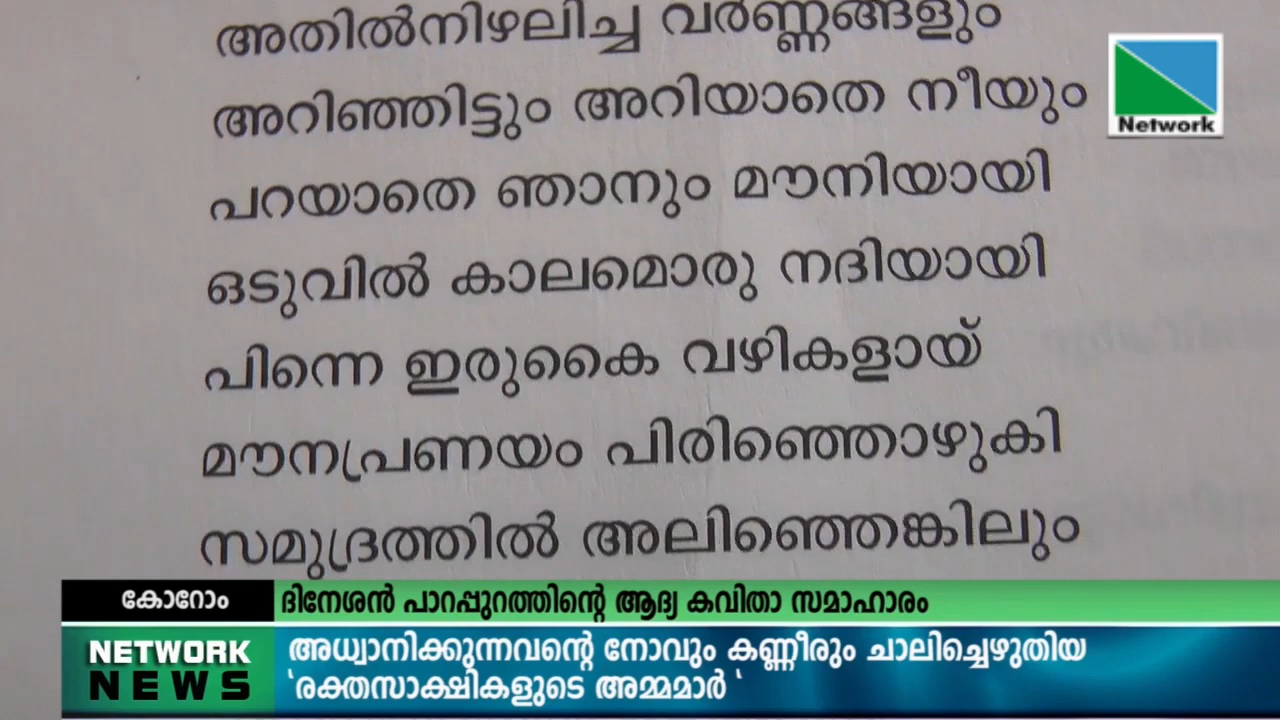 അതിൽനിഴലിച്ച വർണ്ണങ്ങളും
അറിഞ്ഞിട്ടും അറിയാതെ നീയും
പറയാതെ ഞാനും മൗനിയായി
ഒടുവിൽ കാലമൊരു നദിയായി
പിന്നെ ഇരുകൈ വഴികളായ്
മൗനപ്രണയം പിരിഞ്ഞൊഴുകി
സമുദ്രത്തിൽ അലിഞ്ഞെങ്കിലും
Network
കോറോം
ദിനേശൻ പാറപ്പുറത്തിന്റെ ആദ്യ കവിതാ സമാഹാരം
NETWORK
NEWS
അധ്വാനിക്കുന്നവന്റെ നോവും കണ്ണീരും ചാലിച്ചെഴുതിയ
'രക്തസാക്ഷികളുടെ അമ്മമാർ '